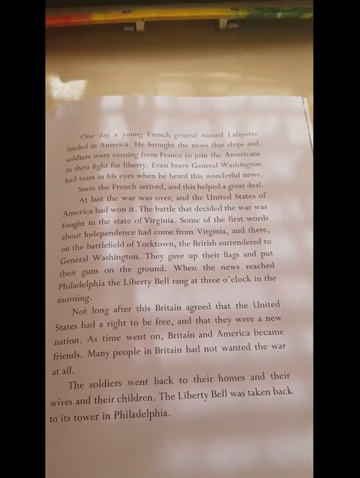 One day a young French general named Lafayette
landed in America. He brought the news that ships and
soldiers were coming from France to join the Americans
in their fight for liberty. Even brave General Washington
had tears in his eyes when he heard this wonderful news.
Soon the French arrived, and this helped a great deal.
At last the war was over, and the United States of
America had won it. The battle that decided the war was
fought in the state of Virginia. Some of the first words
about Independence had come from Virginia, and there,
on the battlefield of Yorktown, the British surrendered to
General Washington. They gave up their flags and put
their guns on the ground. When the news reached
Philadelphia the Liberty Bell rang at three o'clock in the
morning.
Not long after this Britain agreed that the United
States had a right to be free, and that they were a new
nation. As time went on, Britain and America became
friends. Many people in Britain had not wanted the war
at all.
The soldiers went back to their homes and their
wives and their children. The Liberty Bell was taken back
to its tower in Philadelphia.